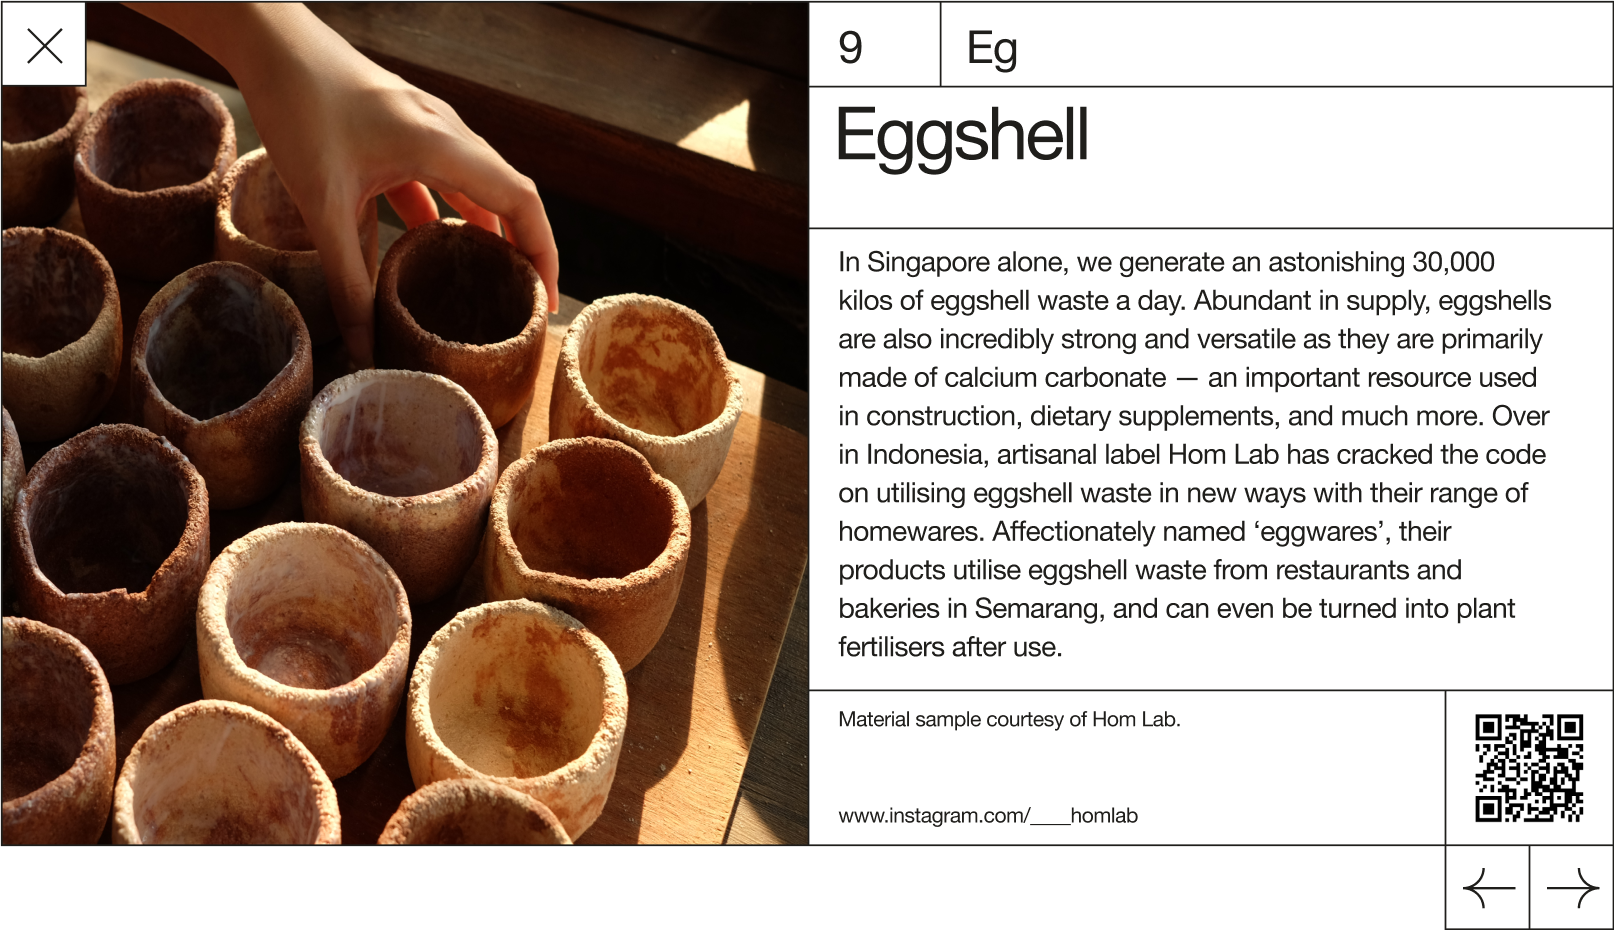 9
Eg
Eggshell
In Singapore alone, we generate an astonishing 30,000
kilos of eggshell waste a day. Abundant in supply, eggshells
are also incredibly strong and versatile as they are primarily
made of calcium carbonate — an important resource used
in construction, dietary supplements, and much more. Over
in Indonesia, artisanal label Hom Lab has cracked the code
on utilising eggshell waste in new ways with their range of
homewares. Affectionately named ‘eggwares’, their
products utilise eggshell waste from restaurants and
bakeries in Semarang, and can even be turned into plant
fertilisers after use.
Material sample courtesy of Hom Lab.
www.instagram.com/____homlab